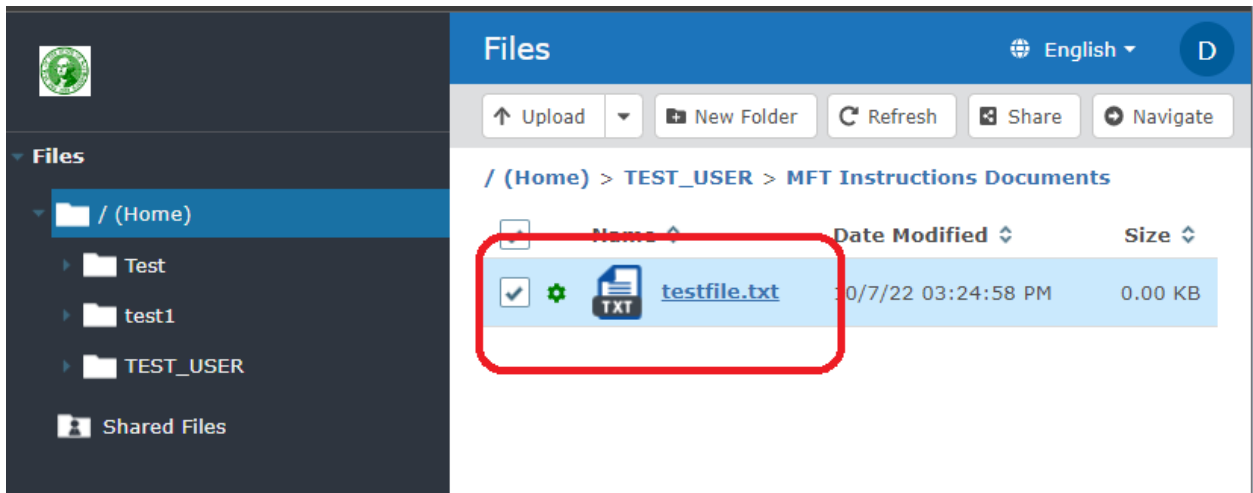 Files
English
D
Upload
New Folder
Refresh
Share
Navigate
Files
/ (Home) > TEST_USER > MFT Instructions Documents
/ (Home)
Name
Date Modified
Size
Test
testfile.txt
10/7/22 03:24:58 PM
0.00 KB
TXT
test1
TEST_USER
Shared Files